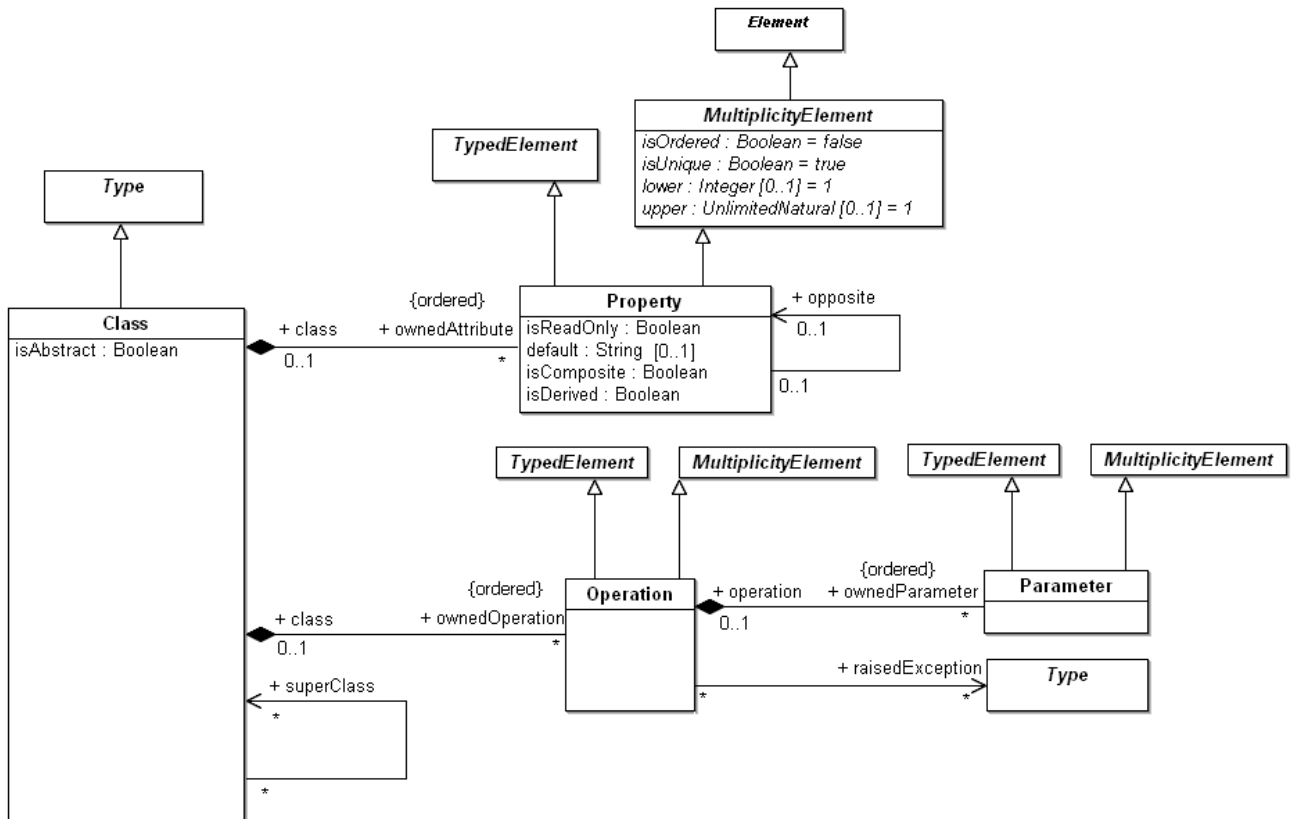 Element
MultiplicityElement
isOrdered : Boolean = false
isUnique : Boolean = true
lower : Integer [0..1] = 1
upper : UnlimitedNatural [0..1] = 1
TypedElement
Type
Class
isAbstract : Boolean
+ class
0..1
{ordered}
+ ownedAttribute
*
Property
isReadOnly : Boolean
default : String [0..1]
isComposite : Boolean
isDerived : Boolean
+ opposite
0..1
0..1
TypedElement
MultiplicityElement
TypedElement
MultiplicityElement
+ class
0..1
{ordered}
+ ownedOperation
*
Operation
+ operation
0..1
{ordered}
+ ownedParameter
*
Parameter
+ raisedException
*
*
Type
+ superClass
*
*